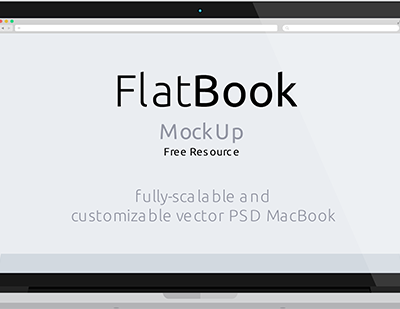 FlatBook
MockUp
Free Resource
fully-scalable and
customizable vector PSD MacBook